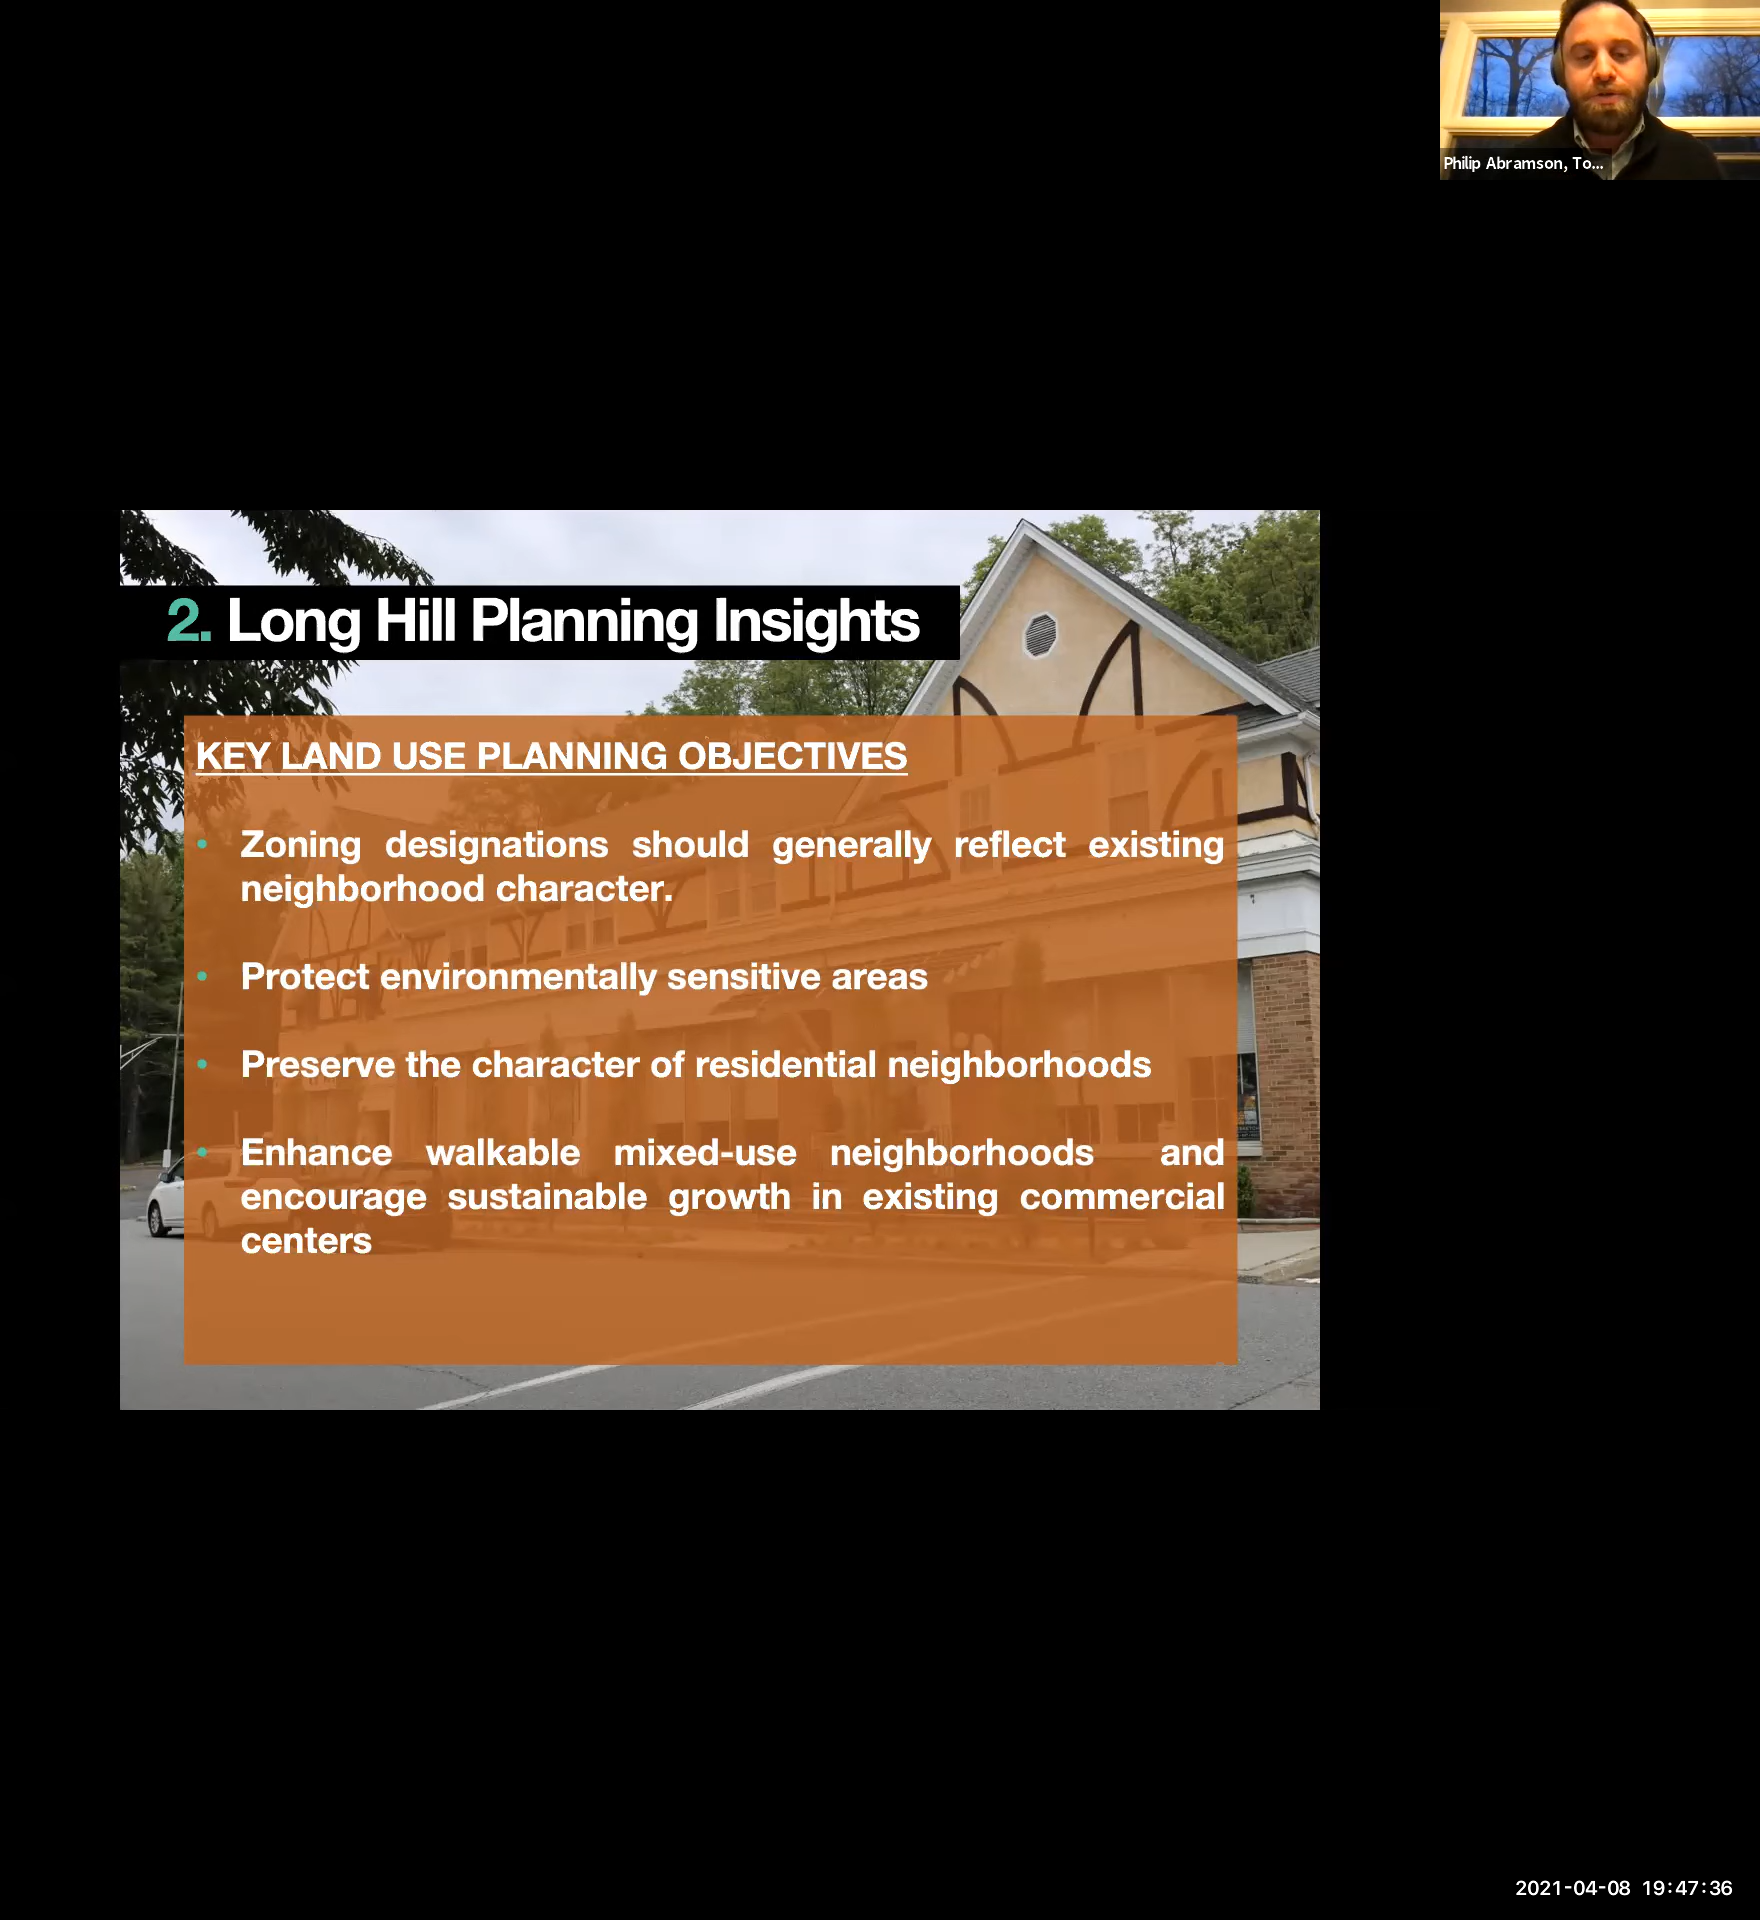 Philip Abramson, To...
2. Long Hill Planning Insights
KEY LAND USE PLANNING OBJECTIVES
• Zoning designations should generally reflect existing
neighborhood character.
• Protect environmentally sensitive areas
• Preserve the character of residential neighborhoods
• Enhance walkable mixed-use neighborhoods and
encourage sustainable growth in existing commercial
centers
2021-04-08 19:47:36